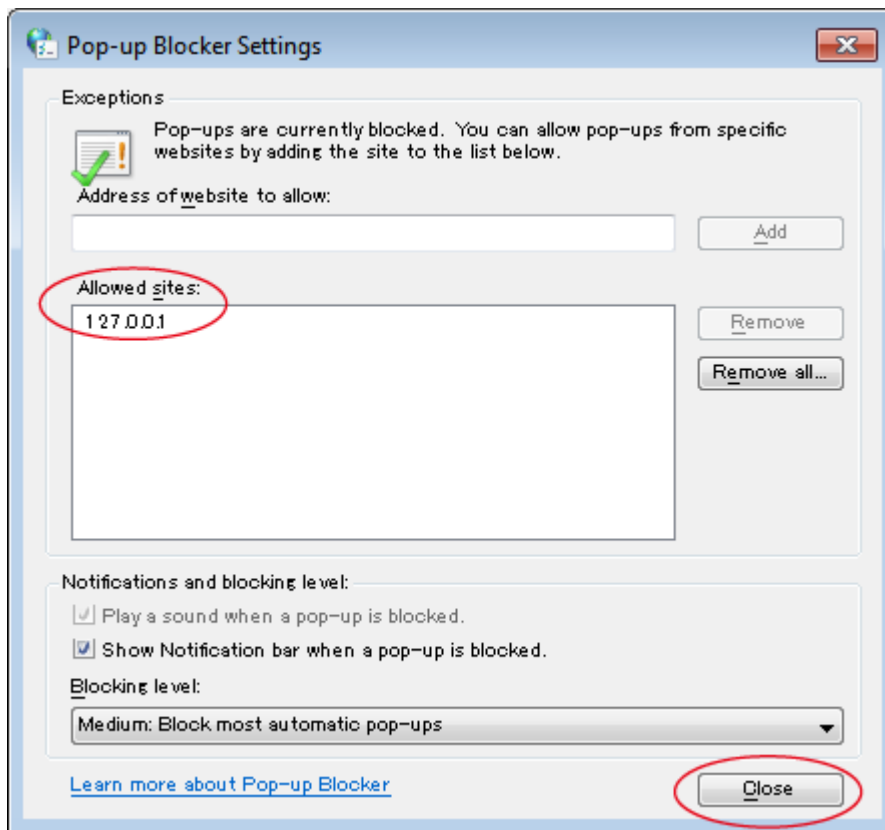 Pop-up Blocker Settings
Exceptions
Pop-ups are currently blocked. You can allow pop-ups from specific
websites by adding the site to the list below.
Address of website to allow:
Add
Allowed sites:
127.0.0.1
Remove
Remove all...
Notifications and blocking level:
Play a sound when a pop-up is blocked.
Show Notification bar when a pop-up is blocked.
Blocking level:
Medium: Block most automatic pop-ups
Learn more about Pop-up Blocker
Close